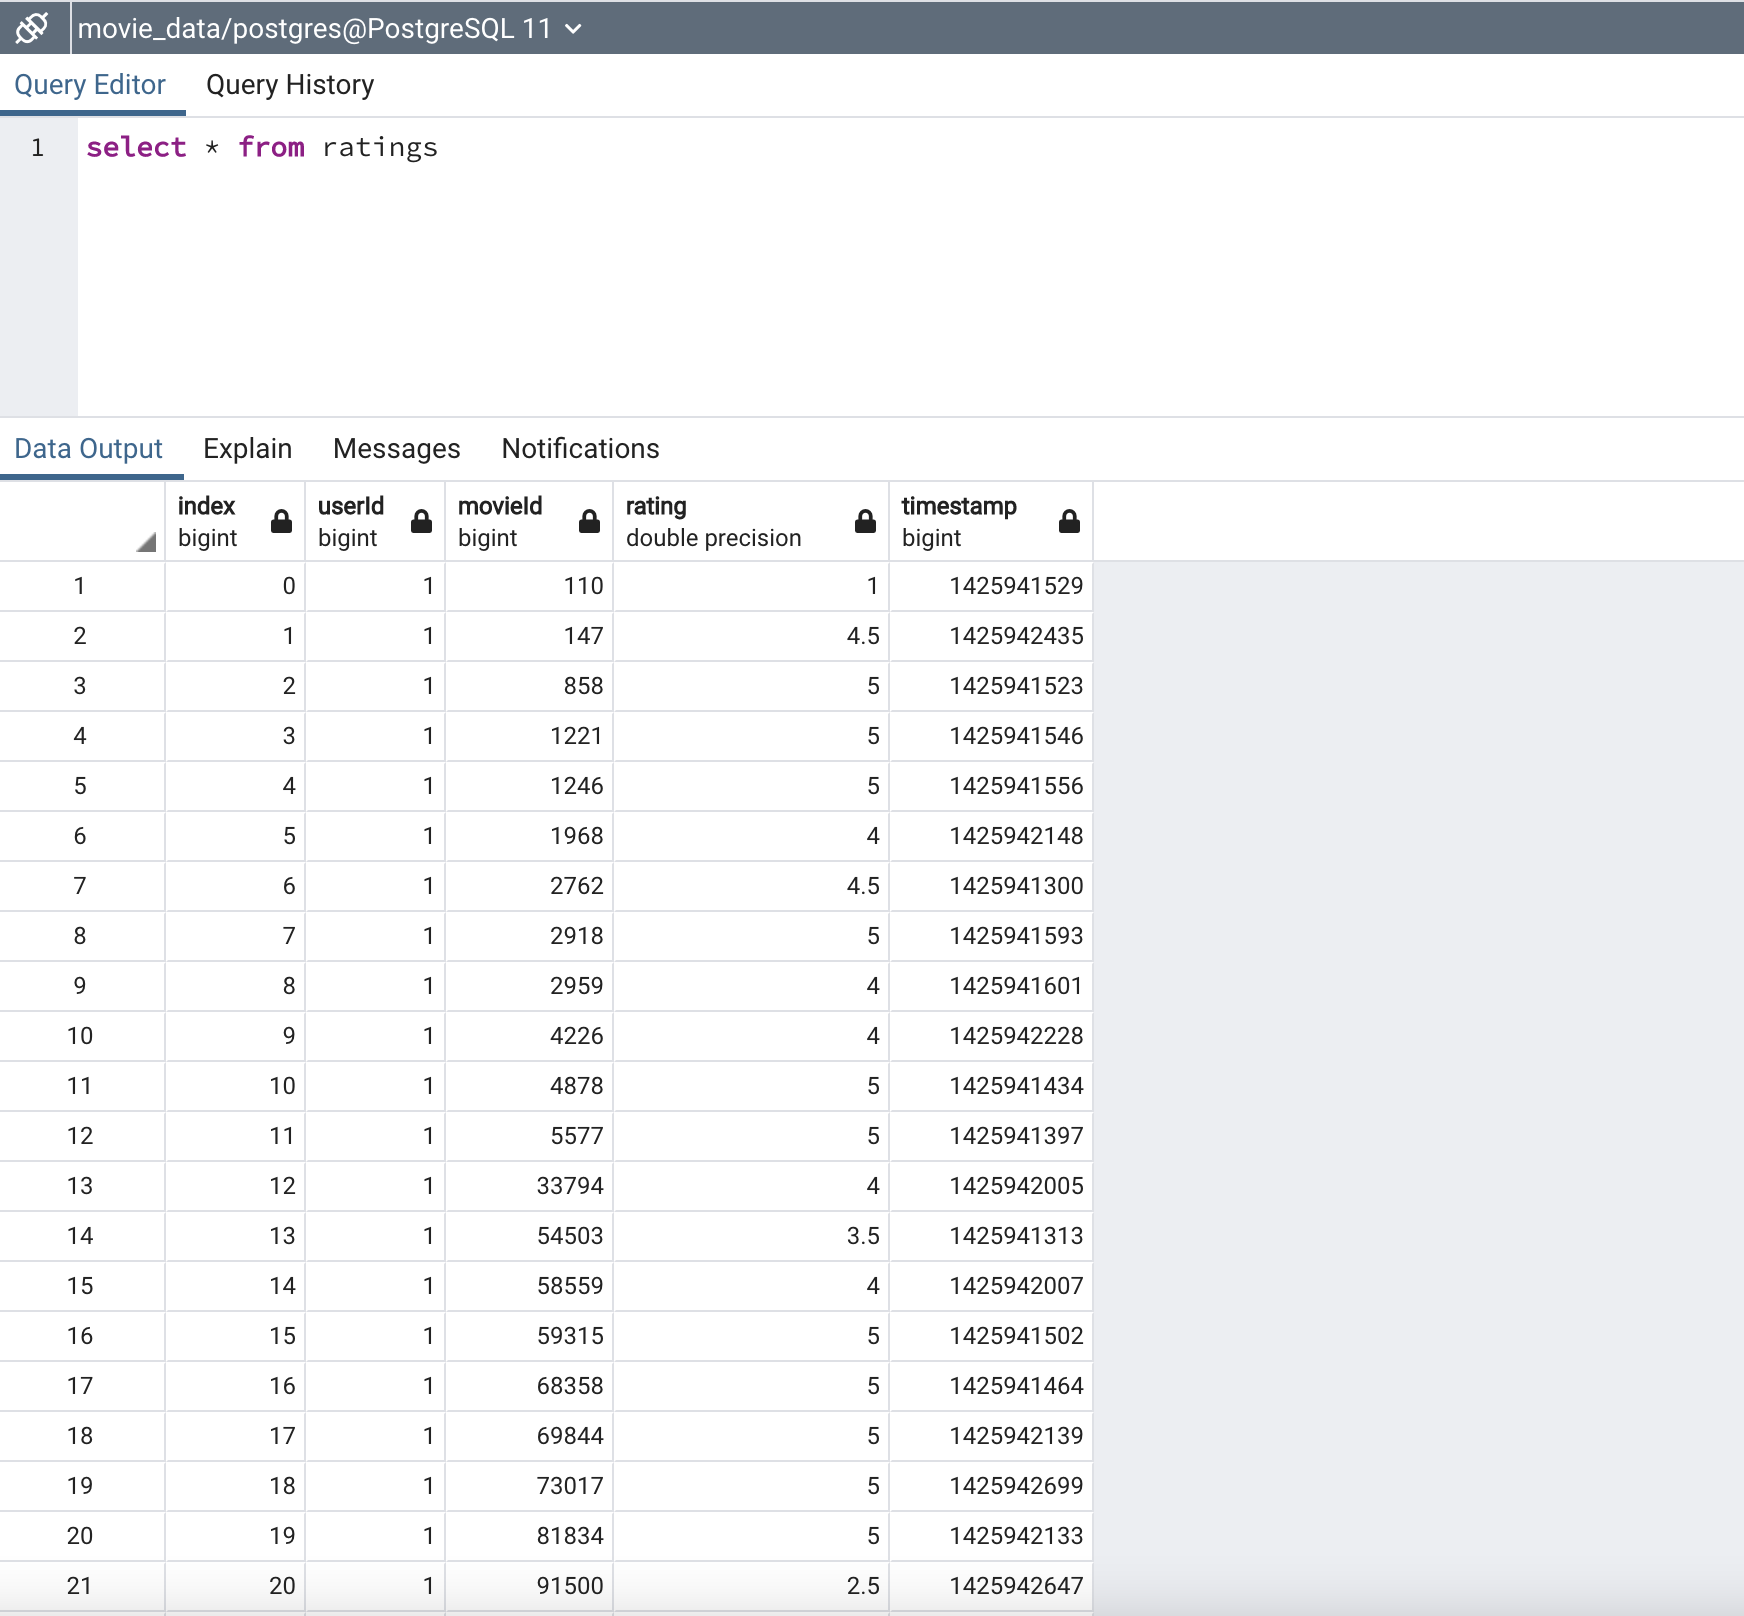 movie_data/postgres@PostgreSQL 11
Query Editor Query History
1 select * from ratings
Data Output Explain Messages Notifications
index userId movieId rating timestamp
bigint bigint bigint double precision bigint
1 0 1 110 1 1425941529
2 1 1 147 4.5 1425942435
3 2 1 858 5 1425941523
4 3 1 1221 5 1425941546
5 4 1 1246 5 1425941556
6 5 1 1968 4 1425942148
7 6 1 2762 4.5 1425941300
8 7 1 2918 5 1425941593
9 8 1 2959 4 1425941601
10 9 1 4226 4 1425942228
11 10 1 4878 5 1425941434
12 11 1 5577 5 1425941397
13 12 1 33794 4 1425942005
14 13 1 54503 3.5 1425941313
15 14 1 58559 4 1425942007
16 15 1 59315 5 1425941502
17 16 1 68358 5 1425941464
18 17 1 69844 5 1425942139
19 18 1 73017 5 1425942699
20 19 1 81834 5 1425942133
21 20 1 91500 2.5 1425942647